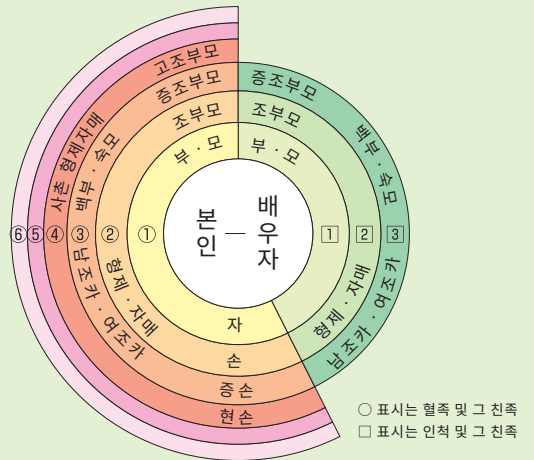 고조부모
증조부모
조부모
부·모
사촌 형제자매
백부·숙모
⑥ ⑤ ④ ③ ② ①
남조카·여조카
형제·자매
본인 — 배우자
자
손
증손
현손
증조부모
조부모
부·모
백부·숙모
1 2 3
형제·자매
남조카·여조카
○ 표시는 혈족 및 그 친족
□ 표시는 인척 및 그 친족